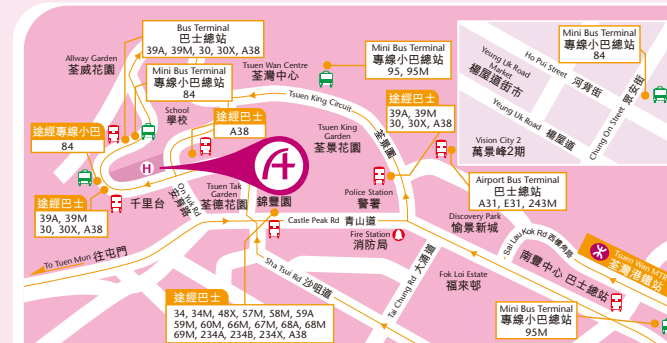 Bus Terminal
巴士總站
39A, 39M, 30, 30X, A38
Allway Garden
荃威花園
Mini Bus Terminal
專線小巴總站
84
School
學校
途經專線小巴
84
途經巴士
A38
H
途經巴士
39A, 39M
30, 30X, A38
千里台
On Yuk Rd
安育路
Tsuen Tak
Garden
荃德花園
錦豐園
Tsuen Wan Centre
荃灣中心
Mini Bus Terminal
專線小巴總站
95, 95M
Tsuen King Circuit
荃景圍
Tsuen King
Garden
荃景花園
途經巴士
39A, 39M
30, 30X, A38
Police Station
警署
Castle Peak Rd 青山道
Fire Station
消防局
To Tuen Mun 往屯門
Sha Tsui Rd 沙咀道
Tai Chung Rd 大涌道
途經巴士
34, 34M, 48X, 57M, 58M, 59A
59M, 60M, 66M, 67M, 68A, 68M
69M, 234A, 234B, 234X, A38
Mini Bus Terminal
專線小巴總站
84
Yeung Uk Road
Market
楊屋道街市
Ho Pui Street 河背街
Yeung Uk Road 楊屋道
Chung On Street 眾安街
Vision City 2
萬景峰2期
Airport Bus Terminal
巴士總站
A31, E31, 243M
Discovery Park
愉景新城
Sai Lau Kok Rd 西樓角路
Tsuen Wan MTR
荃灣港鐵站
南豐中心 巴士總站
Fok Loi Estate
福來邨
Mini Bus Terminal
專線小巴總站
95M